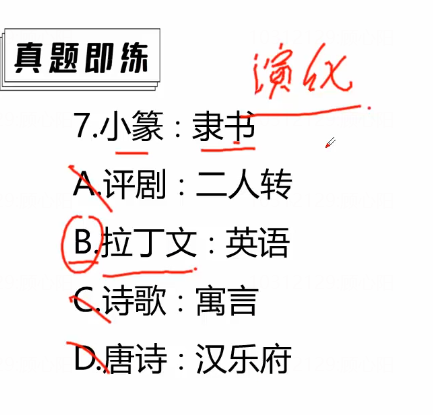 真题即练
演化
7.小篆：隶书
A.评剧：二人转
B.拉丁文：英语
C.诗歌：寓言
D.唐诗：汉乐府